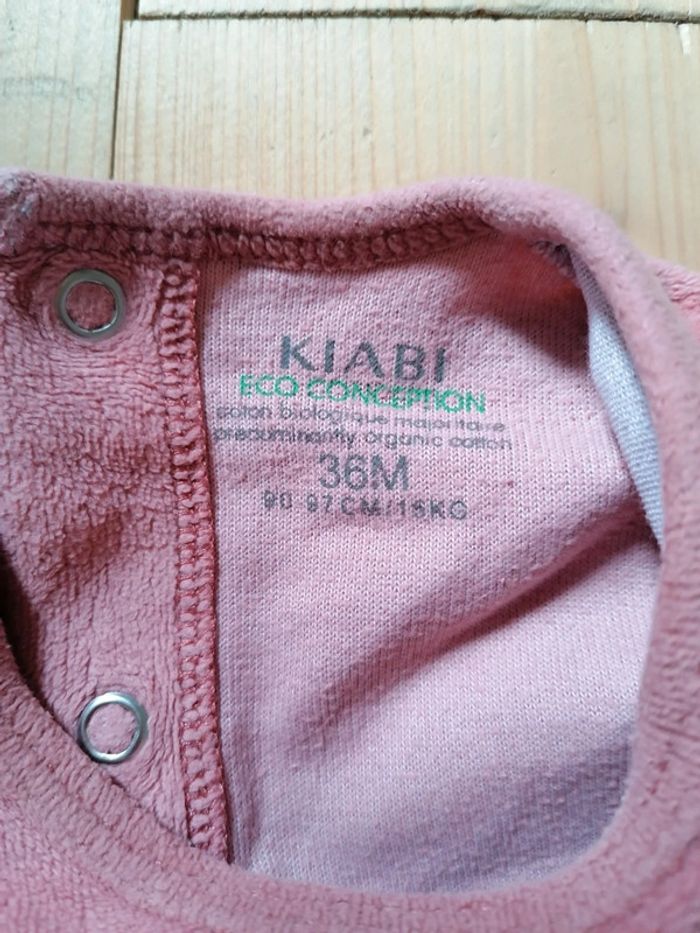 KIABI
ECO CONCEPTION
coton biologique majoritaire
predominantly organic cotton
36M
90 97CM/15KG